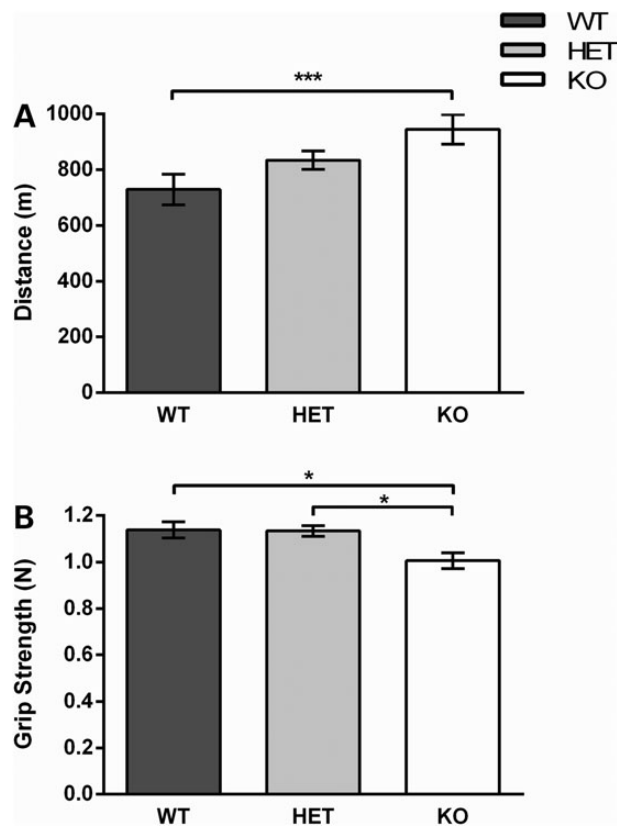 WT
HET
KO
A
***
Distance (m)
1000
800
600
400
200
0
WT HET KO
B
*
*
Grip Strength (N)
1.2
1.0
0.8
0.6
0.4
0.2
0.0
WT HET KO